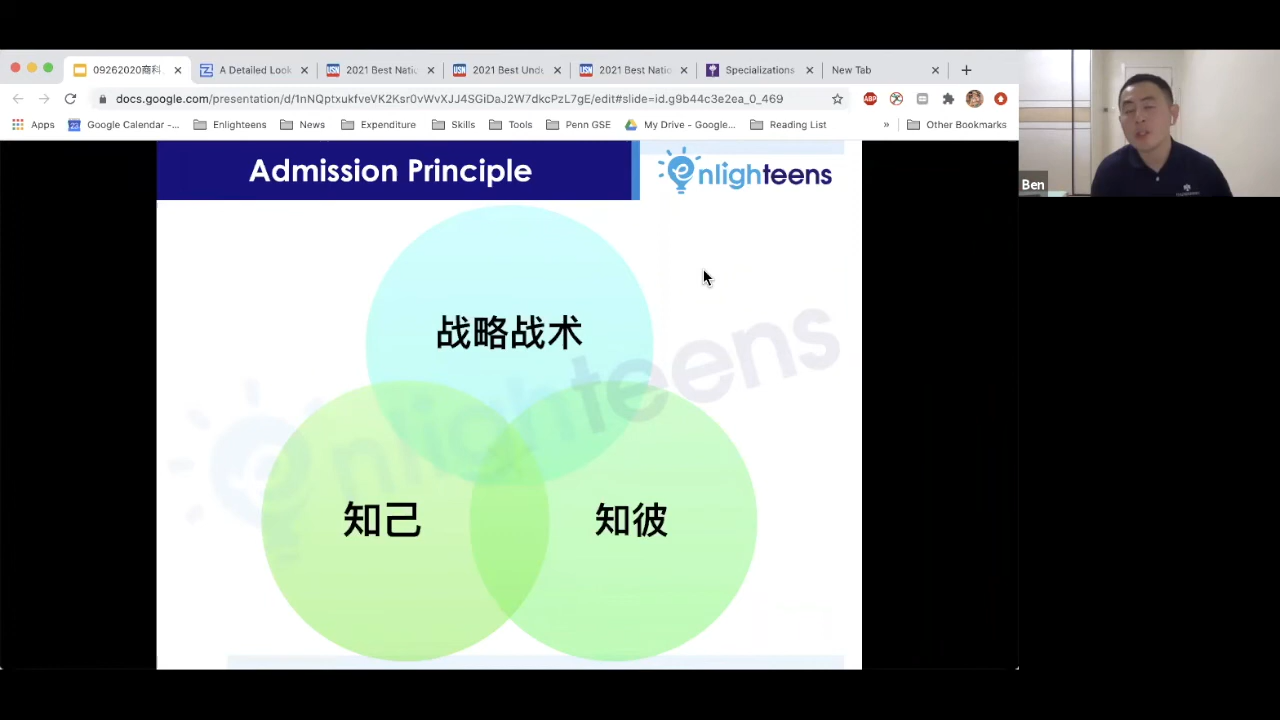 09262020商科
A Detailed Look
2021 Best Natio
2021 Best Unde
2021 Best Natio
Specializations
New Tab
docs.google.com/presentation/d/1nNQptxukfveVK2Ksr0vWvXJJ4SGiDaJ2W7dkcPzL7gE/edit#slide=id.g9b44c3e2ea_0_469
ABP
Apps
23
Google Calendar -...
Enlighteens
News
Expenditure
Skills
Tools
Penn GSE
My Drive - Google...
Reading List
»
Other Bookmarks
Admission Principle
enlighteens
Ben
战略战术
enlighteens
知己
知彼